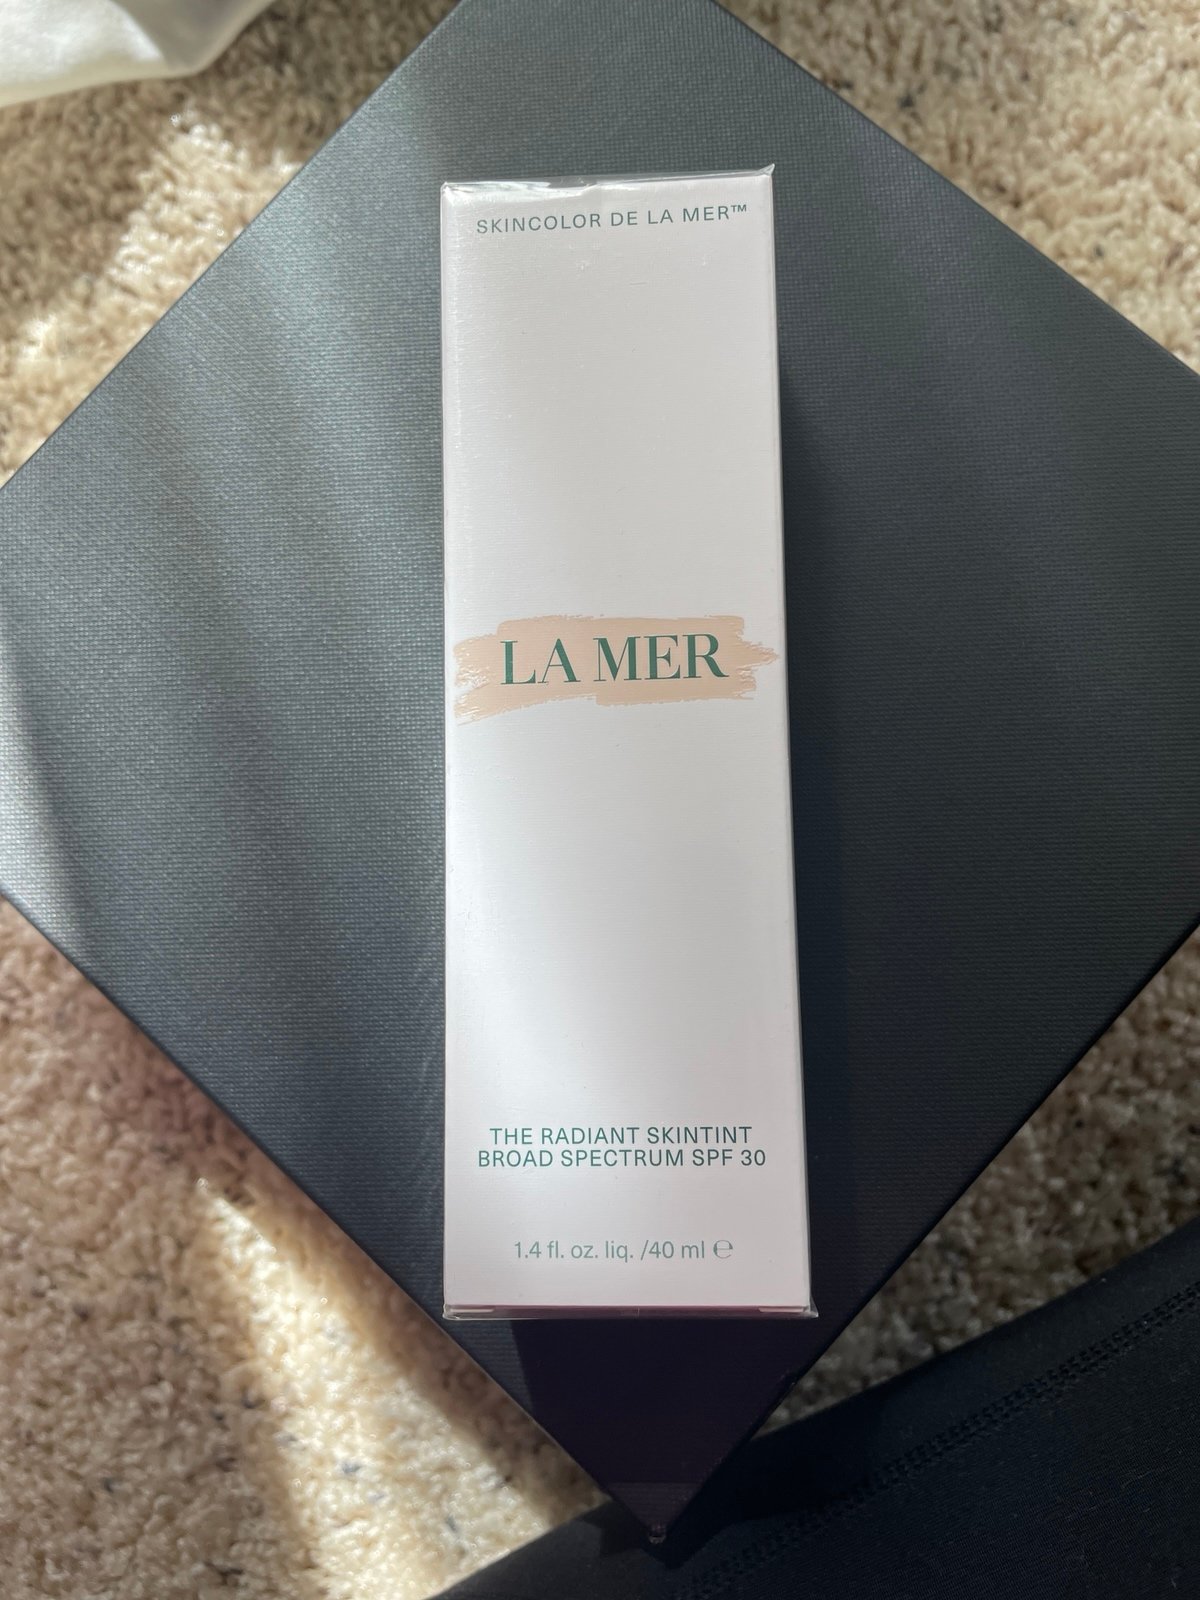 SKINCOLOR DE LA MER™
LA MER
THE RADIANT SKINTINT
BROAD SPECTRUM SPF 30
1.4 fl. oz. liq. /40 ml ℮